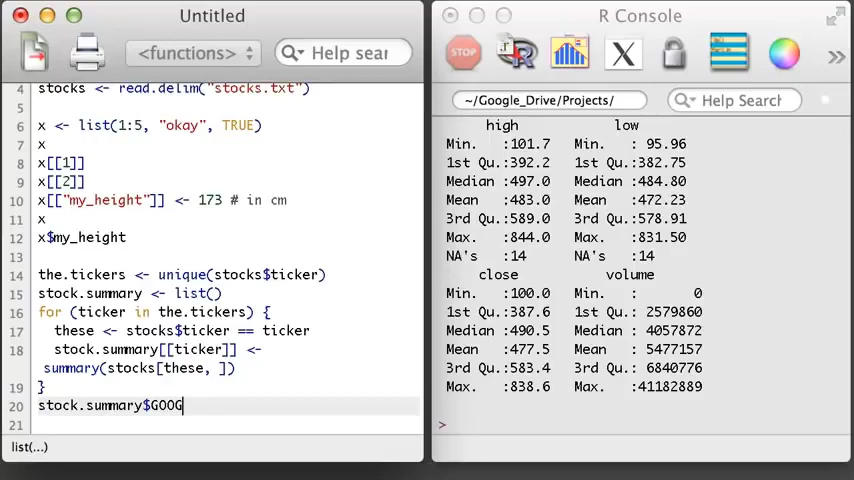 Untitled
<functions>
Help sear
4 stocks <- read.delim("stocks.txt")
5
6 x <- list(1:5, "okay", TRUE)
7 x
8 x[[1]]
9 x[[2]]
10 x[["my_height"]] <- 173 # in cm
11 x
12 x$my_height
13
14 the.tickers <- unique(stocks$ticker)
15 stock.summary <- list()
16 for (ticker in the.tickers) {
17 these <- stocks$ticker == ticker
18 stock.summary[[ticker]] <-
summary(stocks[these, ])
19 }
20 stock.summary$GOOG
21
list(...)
R Console
STOP R X »
~/Google_Drive/Projects/ Help Search
high low
Min. :101.7 Min. : 95.96
1st Qu.:392.2 1st Qu.:382.75
Median :497.0 Median :484.80
Mean :483.0 Mean :472.23
3rd Qu.:589.0 3rd Qu.:578.91
Max. :844.0 Max. :831.50
NA's :14 NA's :14
close volume
Min. :100.0 Min. : 0
1st Qu.:387.6 1st Qu.: 2579860
Median :490.5 Median : 4057872
Mean :477.5 Mean : 5477157
3rd Qu.:583.4 3rd Qu.: 6840776
Max. :838.6 Max. :41182889
>